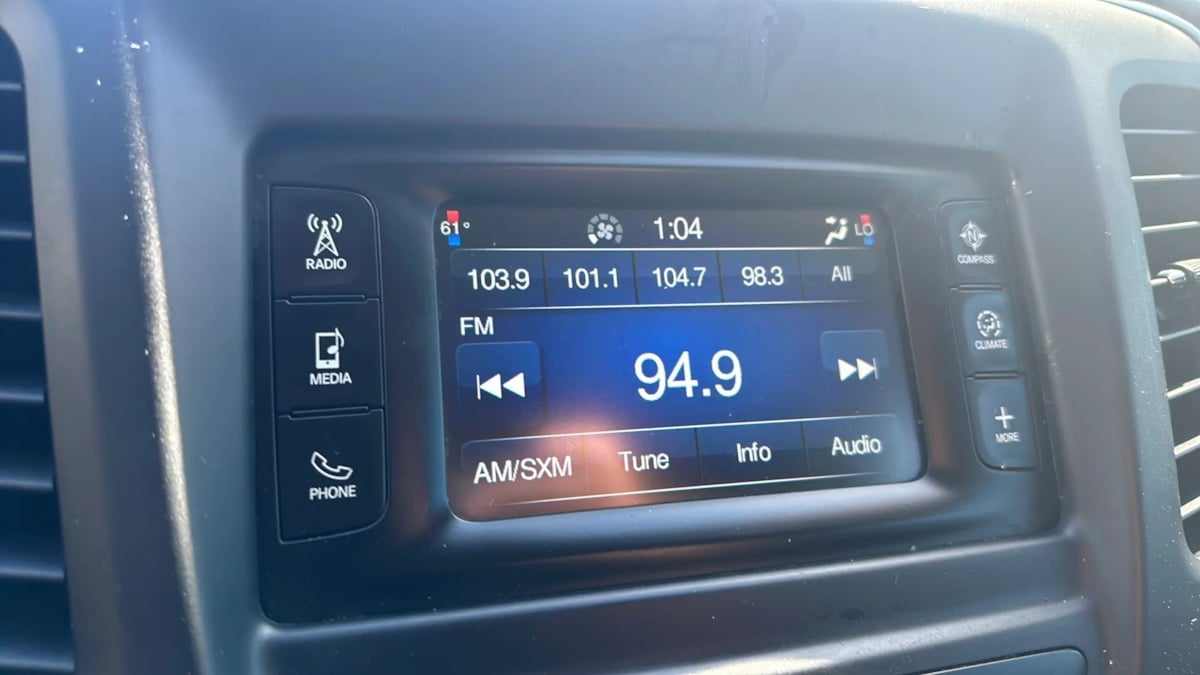 61° 1:04 LO
103.9 101.1 104.7 98.3 All
FM
94.9
AM/SXM Tune Info Audio
RADIO
MEDIA
PHONE
N
COMPASS
CLIMATE
MORE